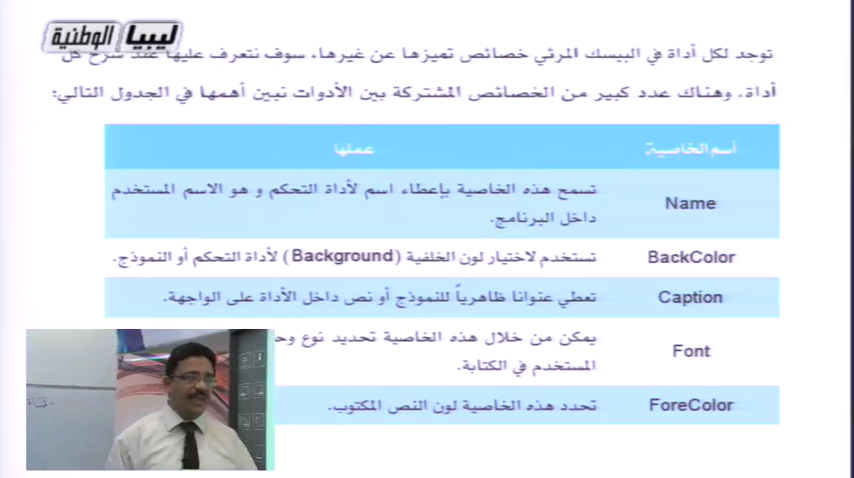 ليبيا الوطنية
توجد لكل أداة في البيسك المرئي خصائص تميزها عن غيرها، سوف نتعرف عليها عند شرح كل
أداة، وهناك عدد كبير من الخصائص المشتركة بين الأدوات نبين أهمها في الجدول التالي:
أسم الخاصية عملها
Name تسمح هذه الخاصية بإعطاء اسم لأداة التحكم و هو الاسم المستخدم
داخل البرنامج.
BackColor تستخدم لاختيار لون الخلفية (Background) لأداة التحكم أو النموذج.
Caption تعطي عنوانا ظاهرياً للنموذج أو نص داخل الأداة على الواجهة.
Font يمكن من خلال هذه الخاصية تحديد نوع
المستخدم في الكتابة.
ForeColor تحدد هذه الخاصية لون النص المكتوب.